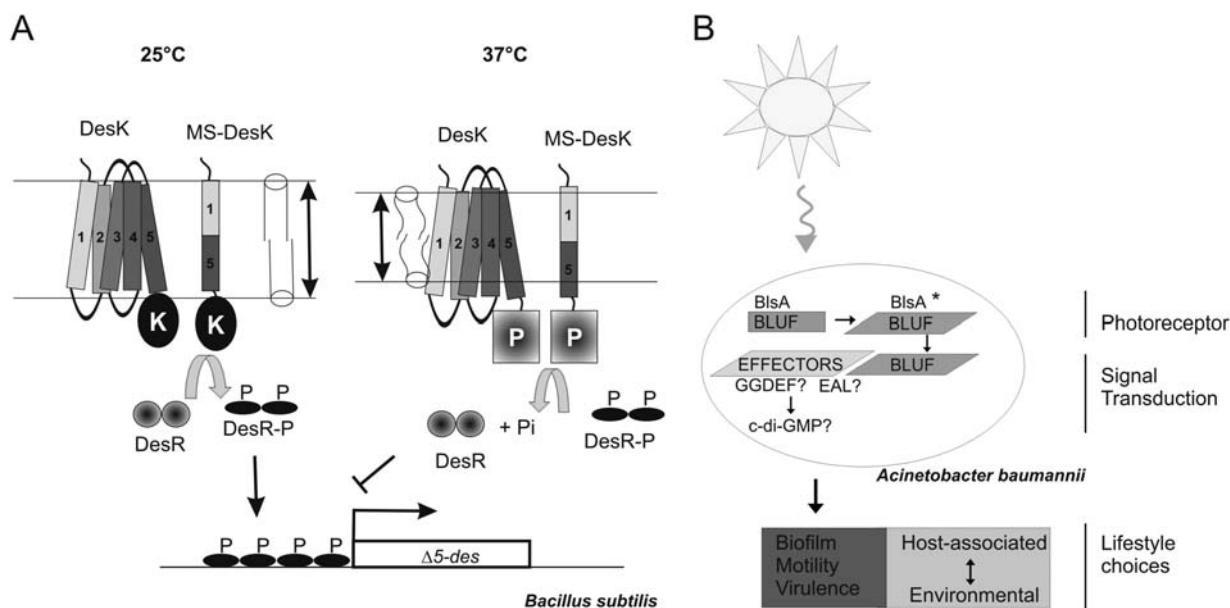 A
25°C
37°C
DesK
MS-DesK
DesK
MS-DesK
1
2
3
4
5
1
5
1
2
3
4
5
1
5
K
K
P
P
P
P
DesR
DesR-P
DesR
+ Pi
P
P
DesR-P
P
P
P
P
Δ5-des
Bacillus subtilis
B
BlsA
BLUF
BlsA *
BLUF
Photoreceptor
EFFECTORS
BLUF
GGDEF?
EAL?
c-di-GMP?
Signal
Transduction
Acinetobacter baumannii
Biofilm
Motility
Virulence
Host-associated
Environmental
Lifestyle
choices